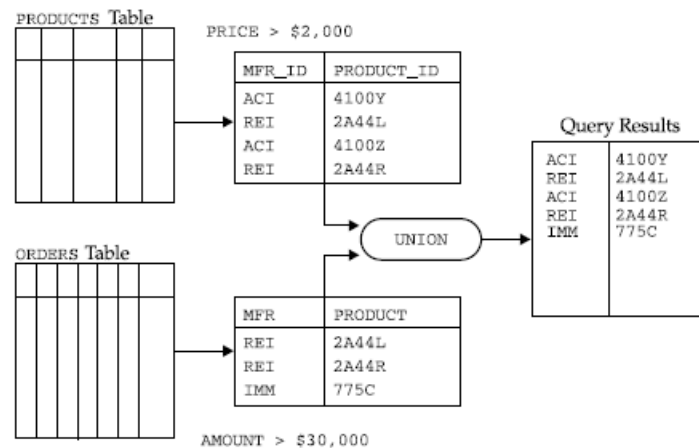 PRODUCTS Table
PRICE > $2,000
MFR_ID PRODUCT_ID
ACI 4100Y
REI 2A44L
ACI 4100Z
REI 2A44R
Query Results
ACI 4100Y
REI 2A44L
ACI 4100Z
REI 2A44R
IMM 775C
UNION
ORDERS Table
MFR PRODUCT
REI 2A44L
REI 2A44R
IMM 775C
AMOUNT > $30,000